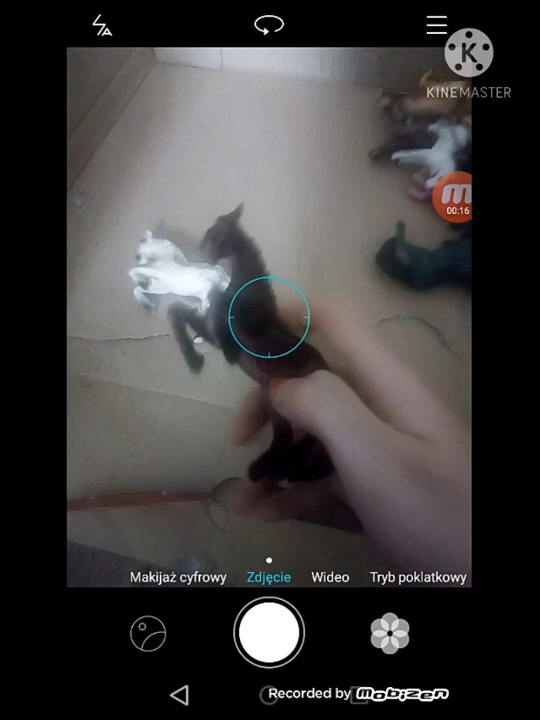 KINEMASTER
00:16
Makijaż cyfrowy Zdjęcie Wideo Tryb poklatkowy
Recorded by Mobizen